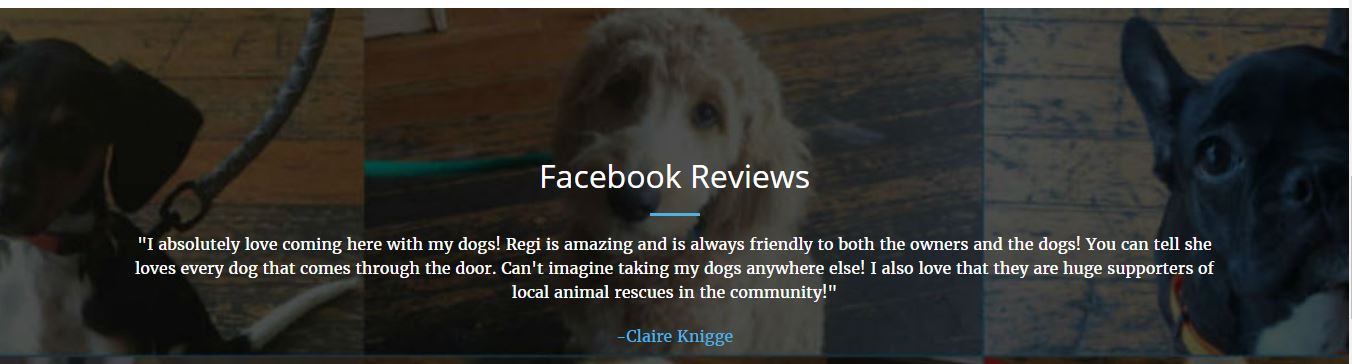 Facebook Reviews
"I absolutely love coming here with my dogs! Regi is amazing and is always friendly to both the owners and the dogs! You can tell she
loves every dog that comes through the door. Can't imagine taking my dogs anywhere else! I also love that they are huge supporters of
local animal rescues in the community!"
–Claire Knigge